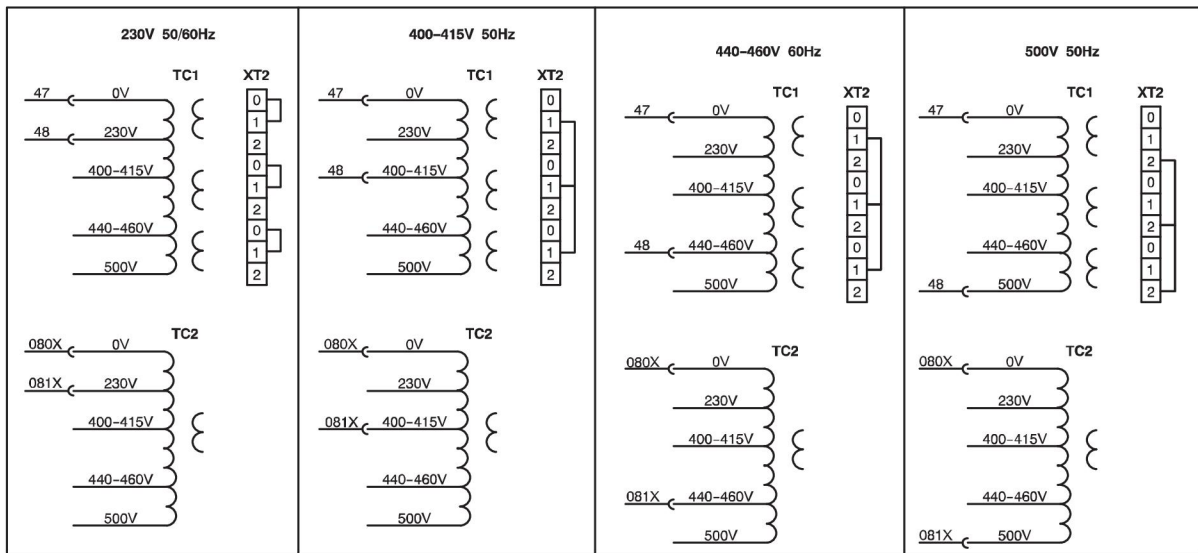 230V 50/60Hz
TC1 XT2
47 0V
48 230V
400-415V
440-460V
500V
0
1
2
0
1
2
0
1
2
TC2
080X 0V
081X 230V
400-415V
440-460V
500V
400-415V 50Hz
TC1 XT2
47 0V
230V
48 400-415V
440-460V
500V
0
1
2
0
1
2
0
1
2
TC2
080X 0V
230V
081X 400-415V
440-460V
500V
440-460V 60Hz
TC1 XT2
47 0V
230V
400-415V
48 440-460V
500V
0
1
2
0
1
2
0
1
2
TC2
080X 0V
230V
400-415V
081X 440-460V
500V
500V 50Hz
TC1 XT2
47 0V
230V
400-415V
440-460V
48 500V
0
1
2
0
1
2
0
1
2
TC2
080X 0V
230V
400-415V
440-460V
081X 500V